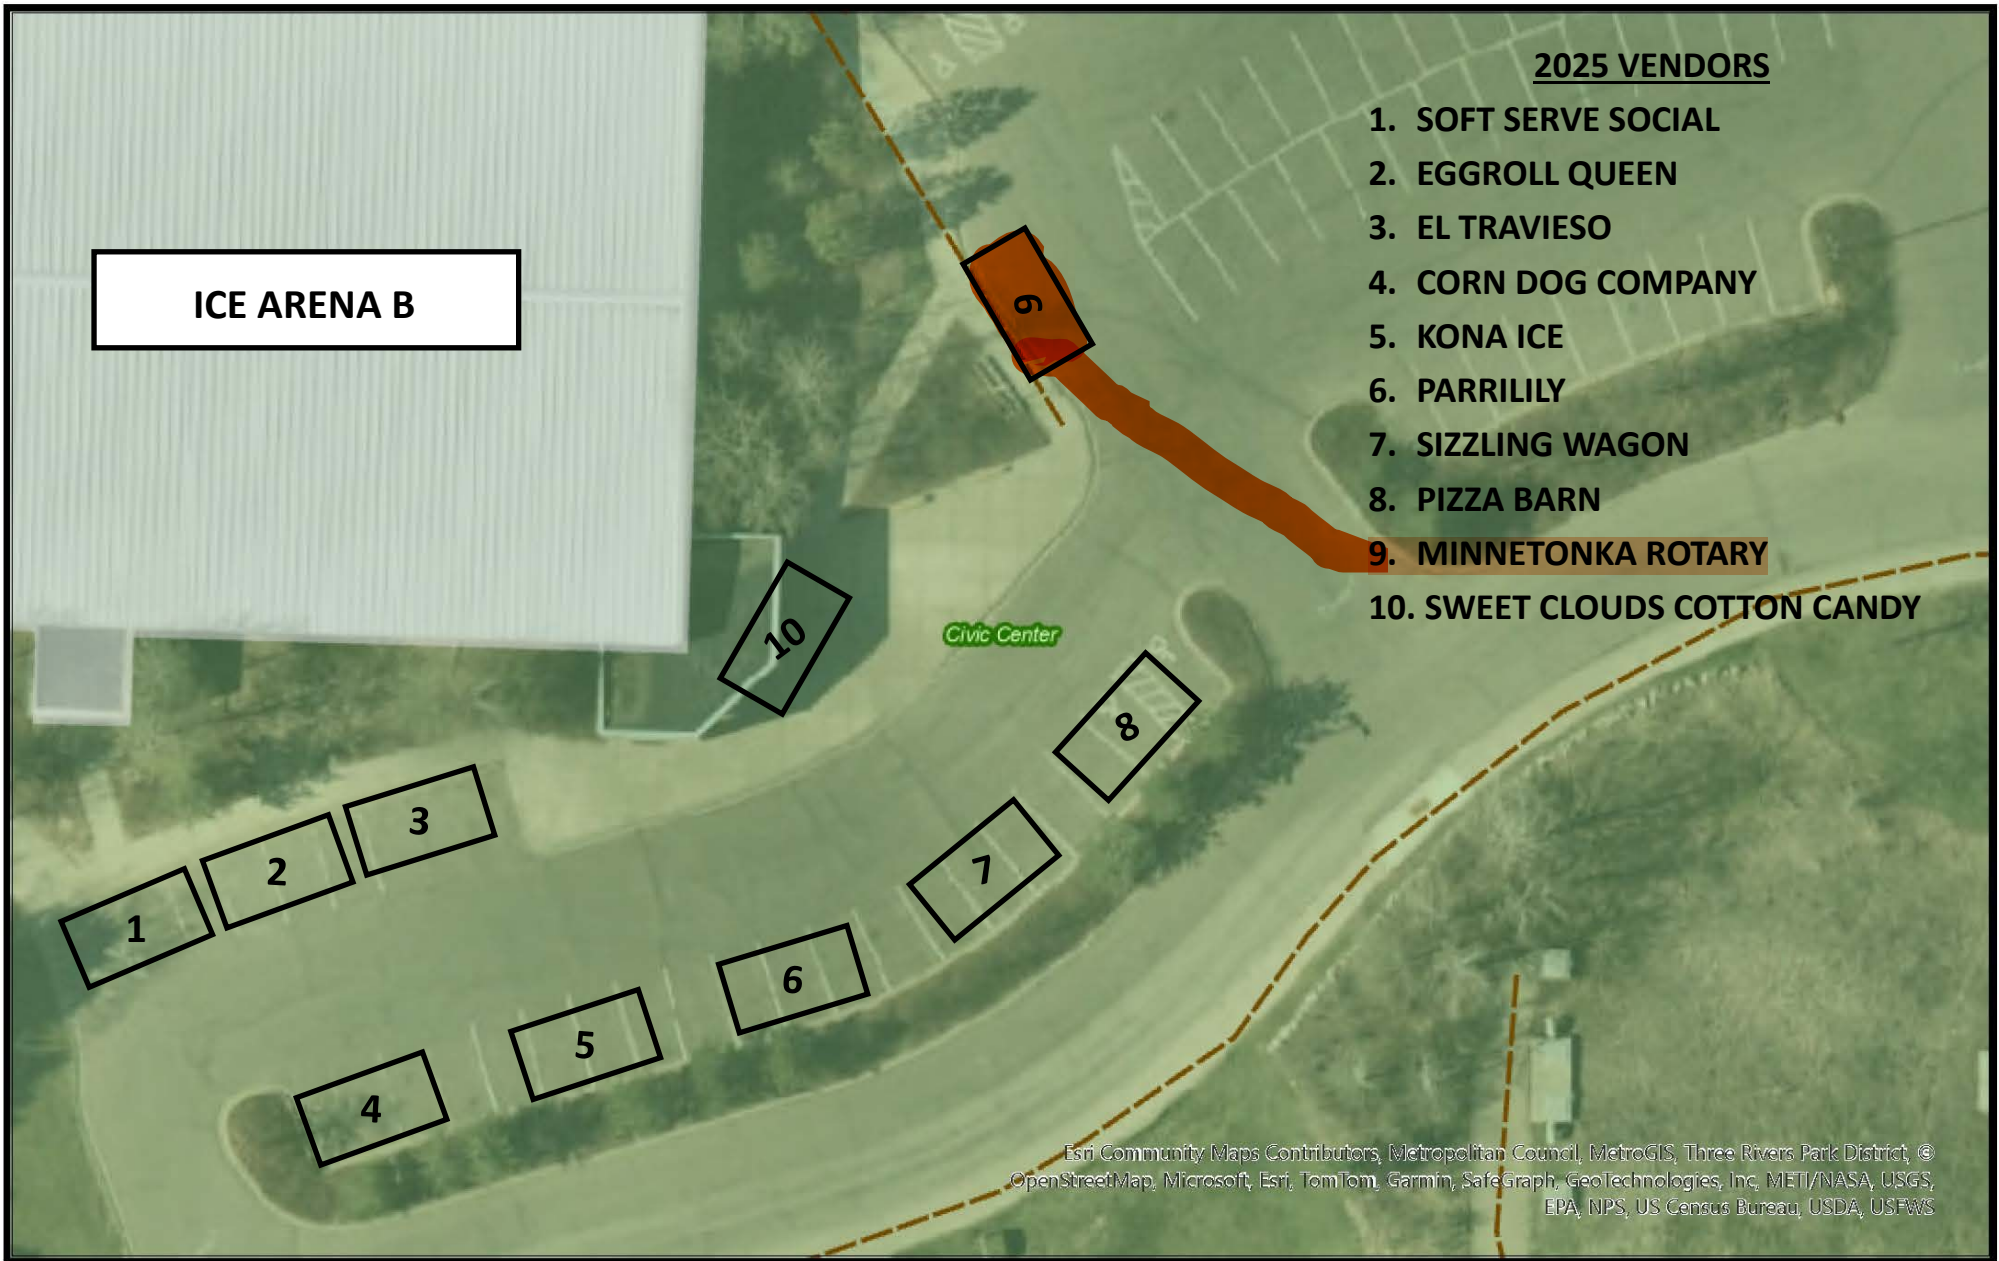 2025 VENDORS
1. SOFT SERVE SOCIAL
2. EGGROLL QUEEN
3. EL TRAVIESO
4. CORN DOG COMPANY
5. KONA ICE
6. PARRILILY
7. SIZZLING WAGON
8. PIZZA BARN
9. MINNETONKA ROTARY
10. SWEET CLOUDS COTTON CANDY
ICE ARENA B
9
10
Civic Center
8
3
2
1
7
6
5
4
Esri Community Maps Contributors, Metropolitan Council, MetroGIS, Three Rivers Park District, ©
OpenStreetMap, Microsoft, Esri, TomTom, Garmin, SafeGraph, GeoTechnologies, Inc, METI/NASA, USGS,
EPA, NPS, US Census Bureau, USDA, USFWS